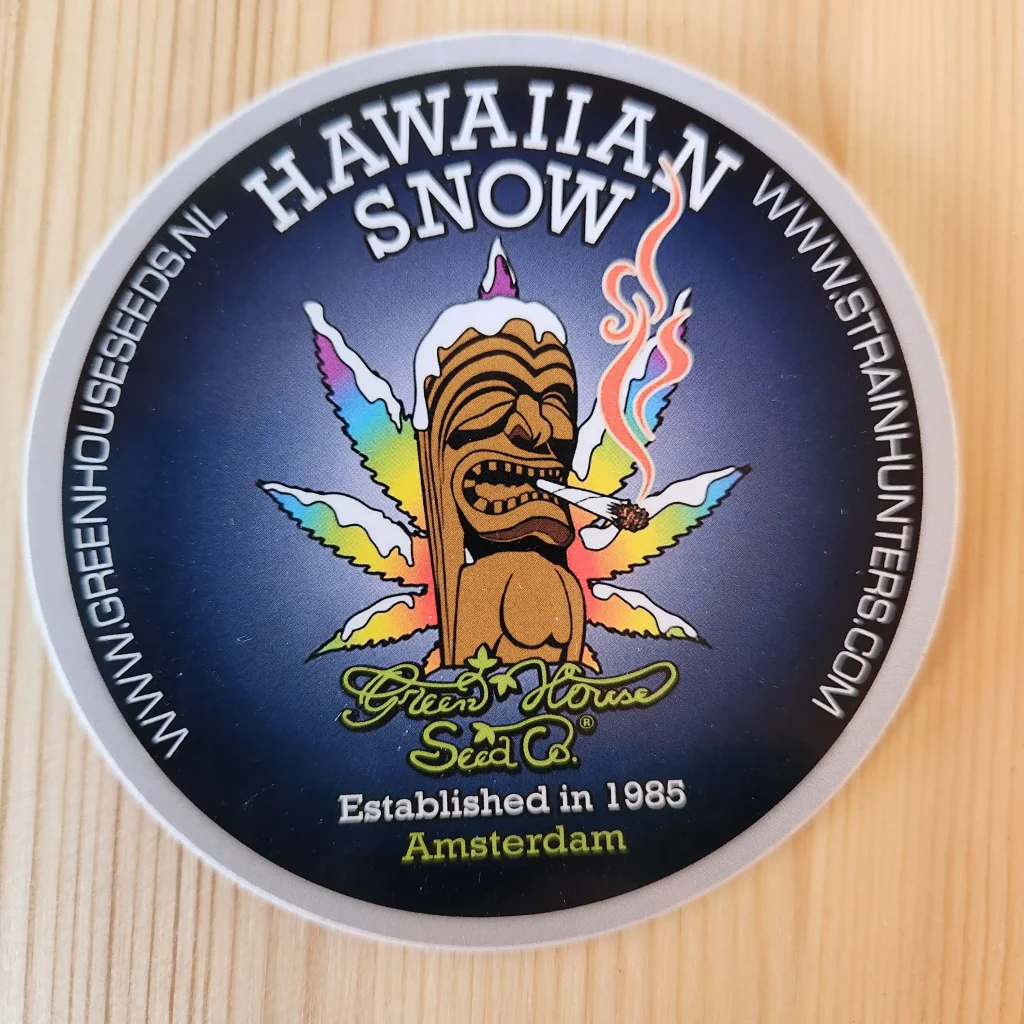 HAWAIIAN
SNOW
WWW.GREENHOUSESEEDS.NL
WWW.STRAINHUNTERS.COM
Green House
Seed Co.®
Established in 1985
Amsterdam